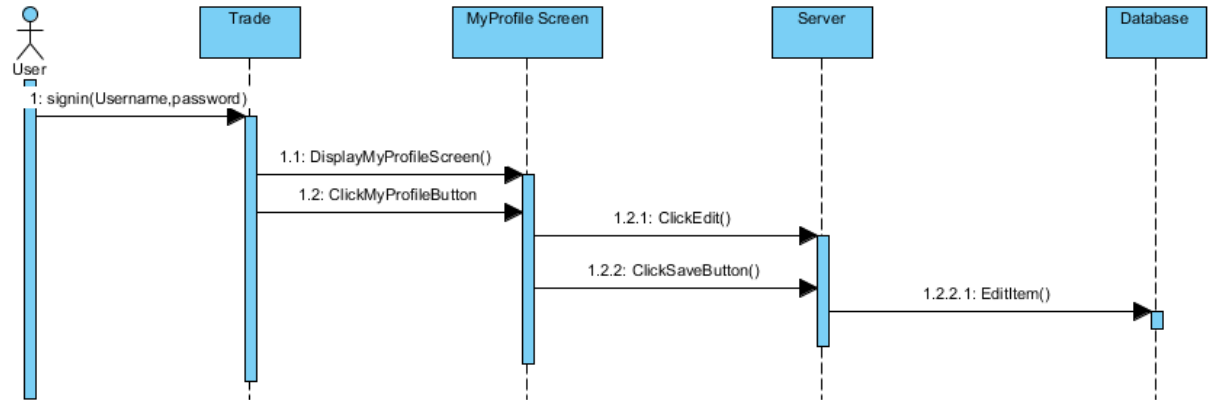 Trade
MyProfile Screen
Server
Database
User
1: signin(Username,password)
1.1: DisplayMyProfileScreen()
1.2: ClickMyProfileButton
1.2.1: ClickEdit()
1.2.2: ClickSaveButton()
1.2.2.1: EditItem()